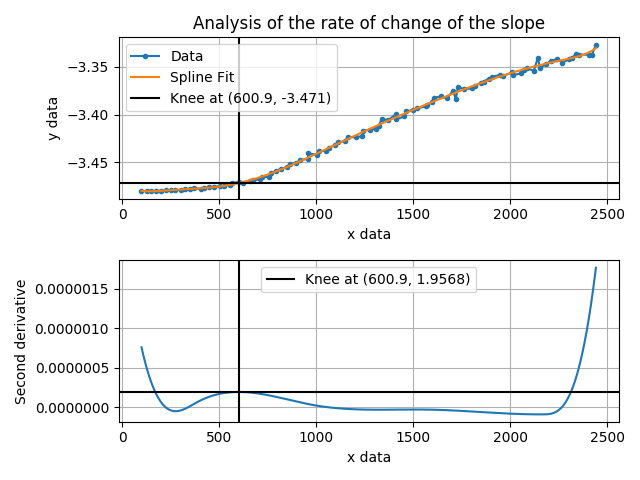 Analysis of the rate of change of the slope
Data
Spline Fit
Knee at (600.9, -3.471)
y data
−3.35
−3.40
−3.45
0 500 1000 1500 2000 2500
x data
Knee at (600.9, 1.9568)
Second derivative
0.0000015
0.0000010
0.0000005
0.0000000
0 500 1000 1500 2000 2500
x data